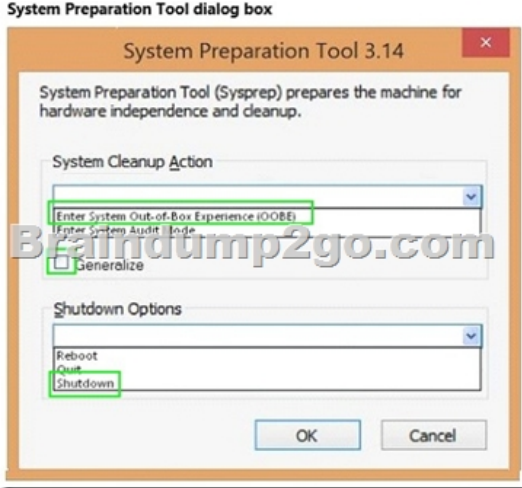 System Preparation Tool dialog box
System Preparation Tool 3.14
System Preparation Tool (Sysprep) prepares the machine for
hardware independence and cleanup.
System Cleanup Action
Enter System Out-of-Box Experience (OOBE)
Enter System Audit Mode
Braindump2go.com
Generalize
Shutdown Options
Reboot
Quit
Shutdown
OK
Cancel